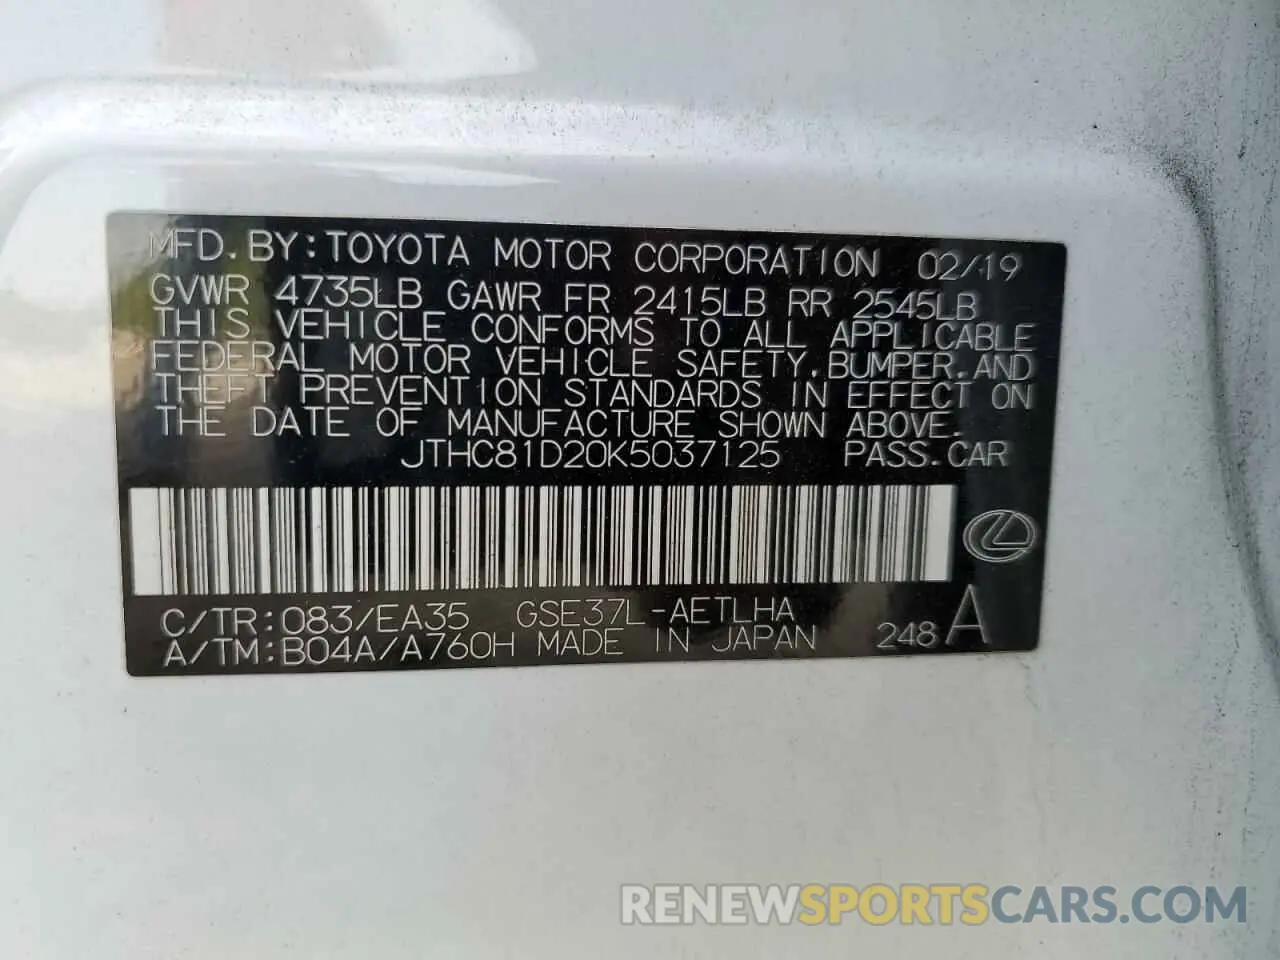 MFD. BY: TOYOTA MOTOR CORPORATION 02/19
GVWR 4735LB GAWR FR 2415LB RR 2545LB
THIS VEHICLE CONFORMS TO ALL APPLICABLE
FEDERAL MOTOR VEHICLE SAFETY, BUMPER, AND
THEFT PREVENTION STANDARDS IN EFFECT ON
THE DATE OF MANUFACTURE SHOWN ABOVE.
JTHC81D20K5037125 PASS. CAR
C/TR: 083/EA35 GSE37L-AETLHA
A/TM: B04A/A760H MADE IN JAPAN 248 A
RENEWSPORTSCARS.COM